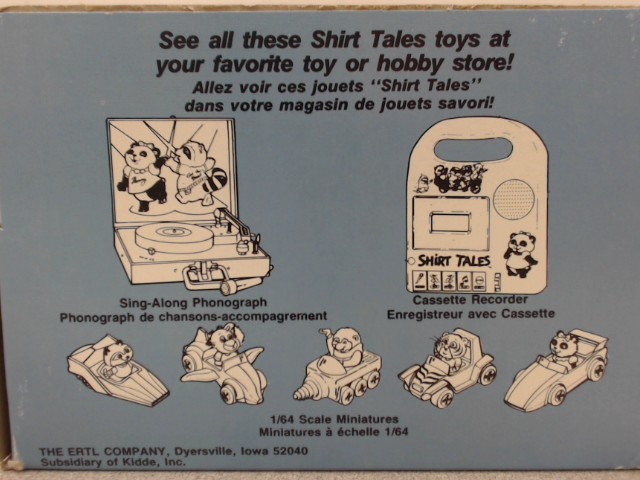 See all these Shirt Tales toys at
your favorite toy or hobby store!
Allez voir ces jouets "Shirt Tales"
dans votre magasin de jouets savori!
SHIRT TALES
Sing-Along Phonograph
Phonograph de chansons-accompagrement
Cassette Recorder
Enregistreur avec Cassette
1/64 Scale Miniatures
Miniatures à échelle 1/64
THE ERTL COMPANY, Dyersville, Iowa 52040
Subsidiary of Kidde, Inc.